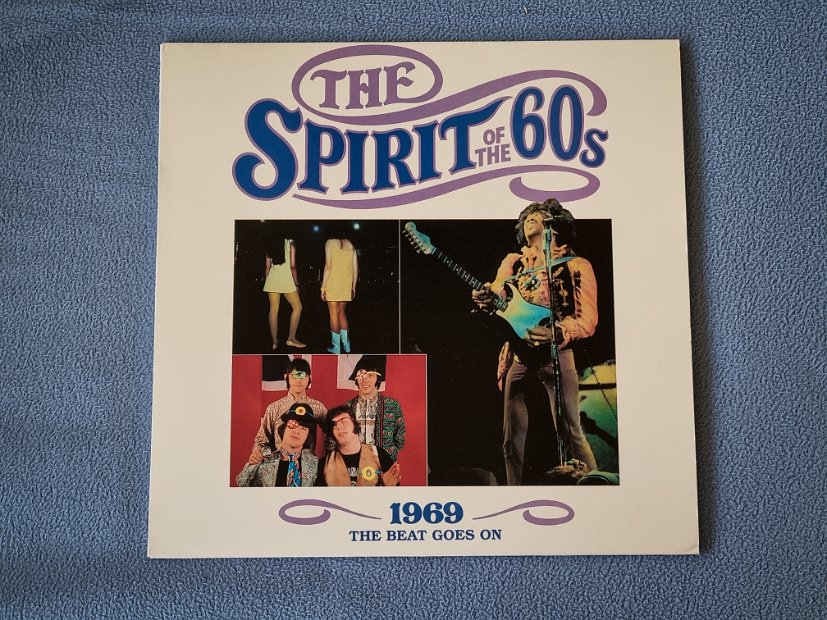 THE
SPIRIT OF THE 60s
1969
THE BEAT GOES ON